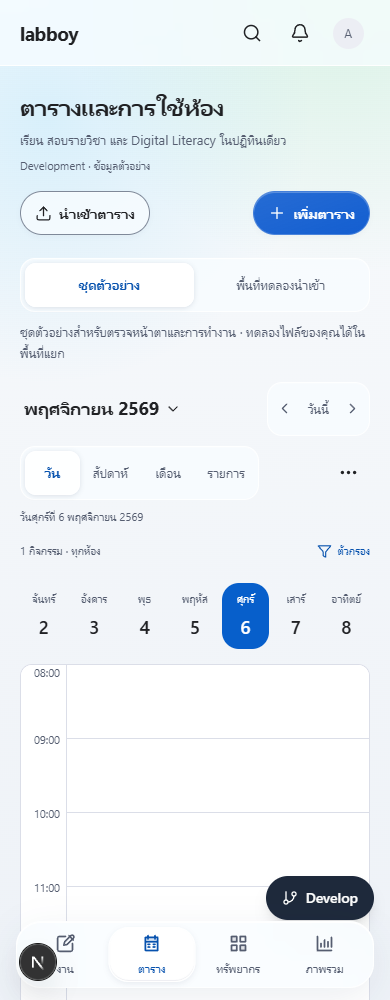 labboy
A
ตารางและการใช้ห้อง
เรียน สอบรายวิชา และ Digital Literacy ในปฏิทินเดียว
Development · ข้อมูลตัวอย่าง
นำเข้าตาราง
เพิ่มตาราง
ชุดตัวอย่าง
พื้นที่ทดลองนำเข้า
ชุดตัวอย่างสำหรับตรวจหน้าตาและการทำงาน · ทดลองไฟล์ของคุณได้ใน
พื้นที่แยก
พฤศจิกายน 2569
วันนี้
วัน
สัปดาห์
เดือน
รายการ
วันศุกร์ที่ 6 พฤศจิกายน 2569
1 กิจกรรม · ทุกห้อง
ตัวกรอง
จันทร์ อังคาร พุธ พฤหัส ศุกร์ เสาร์ อาทิตย์
2 3 4 5 6 7 8
08:00
09:00
10:00
11:00
Develop
N
งาน
ตาราง
ทรัพยากร
ภาพรวม